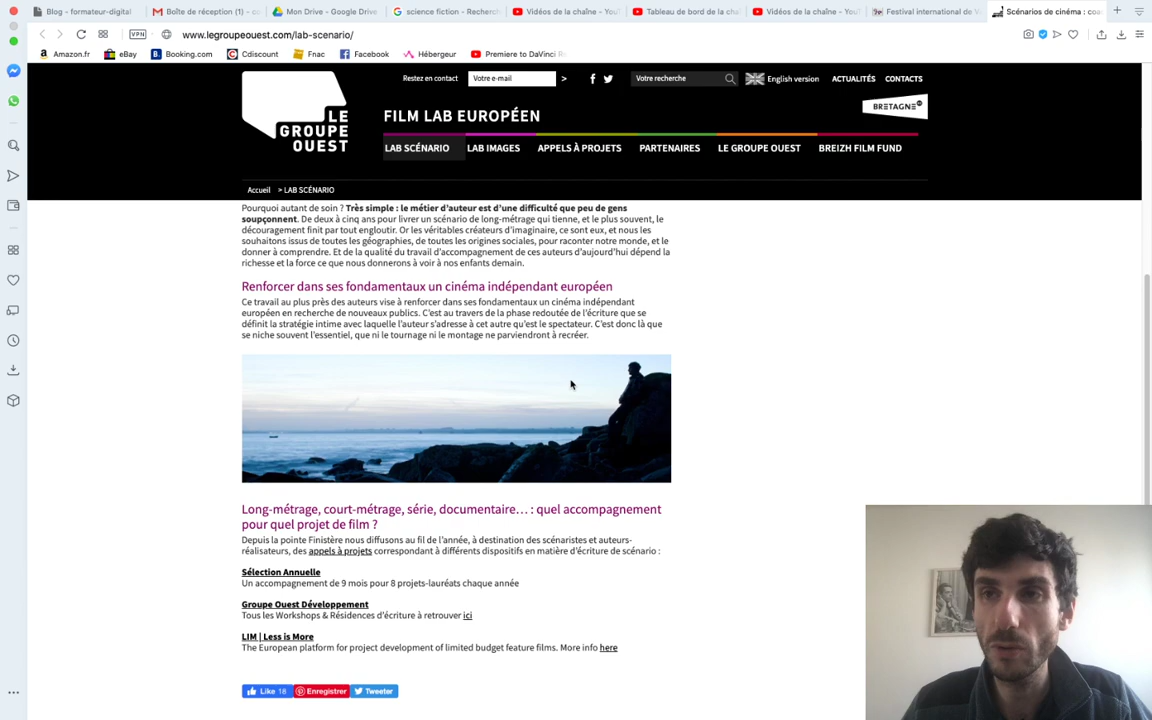 Blog – formateur-digital
Boîte de réception (1) – co
Mon Drive – Google Drive
science fiction – Recherch
Vidéos de la chaîne – You
Tableau de bord de la cha
Vidéos de la chaîne – You
Festival international de V
Scénarios de cinéma : coa
VPN
www.legroupeouest.com/lab-scenario/
Amazon.fr
eBay
Booking.com
Cdiscount
Fnac
Facebook
Hébergeur
Premiere to DaVinci R
Restez en contact
Votre e-mail
>
Votre recherche
English version
ACTUALITÉS
CONTACTS
LE
GROUPE
OUEST
FILM LAB EUROPÉEN
BRETAGNE
LAB SCÉNARIO
LAB IMAGES
APPELS À PROJETS
PARTENAIRES
LE GROUPE OUEST
BREIZH FILM FUND
Accueil > LAB SCÉNARIO
Pourquoi autant de soin ? Très simple : le métier d'auteur est d'une difficulté que peu de gens
soupçonnent. De deux à cinq ans pour livrer un scénario de long-métrage qui tienne, et le plus souvent, le
découragement finit par tout engloutir. Or les véritables créateurs d'imaginaire, ce sont eux, et nous les
souhaitons issus de toutes les géographies, de toutes les origines sociales, pour raconter notre monde, et le
donner à comprendre. Et de la qualité du travail d'accompagnement de ces auteurs d'aujourd'hui dépend la
richesse et la force ce que nous donnerons à voir à nos enfants demain.
Renforcer dans ses fondamentaux un cinéma indépendant européen
Ce travail au plus près des auteurs vise à renforcer dans ses fondamentaux un cinéma indépendant
européen en recherche de nouveaux publics. C'est au travers de la phase redoutée de l'écriture que se
définit la stratégie intime avec laquelle l'auteur s'adresse à cet autre qu'est le spectateur. C'est donc là que
se niche souvent l'essentiel, que ni le tournage ni le montage ne parviendront à recréer.
Long-métrage, court-métrage, série, documentaire… : quel accompagnement
pour quel projet de film ?
Depuis la pointe Finistère nous diffusons au fil de l'année, à destination des scénaristes et auteurs-
réalisateurs, des appels à projets correspondant à différents dispositifs en matière d'écriture de scénario :
Sélection Annuelle
Un accompagnement de 9 mois pour 8 projets-lauréats chaque année
Groupe Ouest Développement
Tous les Workshops & Résidences d'écriture à retrouver ici
LIM | Less is More
The European platform for project development of limited budget feature films. More info here
Like 18
Enregistrer
Tweeter